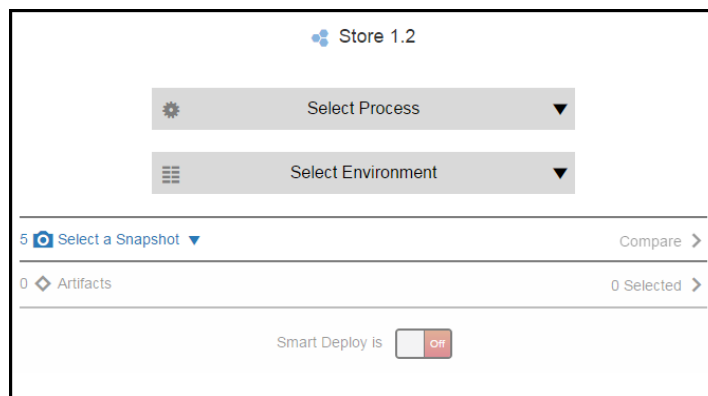 Store 1.2
Select Process
Select Environment
5 Select a Snapshot
Compare
0 Artifacts
0 Selected
Smart Deploy is Off